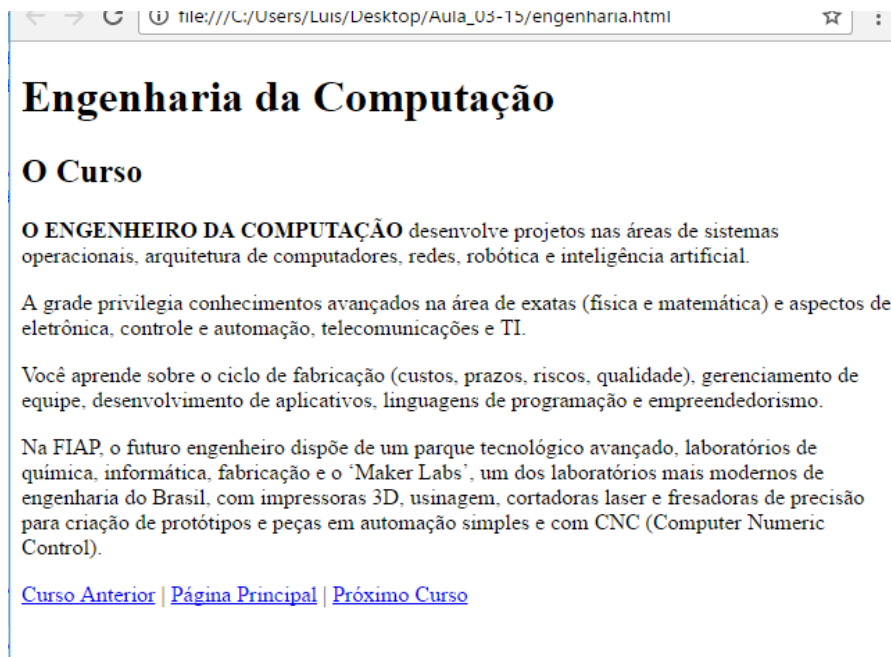 file:///C:/Users/Luis/Desktop/Aula_03-15/engenharia.html
Engenharia da Computação
O Curso
O ENGENHEIRO DA COMPUTAÇÃO desenvolve projetos nas áreas de sistemas
operacionais, arquitetura de computadores, redes, robótica e inteligência artificial.
A grade privilegia conhecimentos avançados na área de exatas (física e matemática) e aspectos de
eletrônica, controle e automação, telecomunicações e TI.
Você aprende sobre o ciclo de fabricação (custos, prazos, riscos, qualidade), gerenciamento de
equipe, desenvolvimento de aplicativos, linguagens de programação e empreendedorismo.
Na FIAP, o futuro engenheiro dispõe de um parque tecnológico avançado, laboratórios de
química, informática, fabricação e o ‘Maker Labs’, um dos laboratórios mais modernos de
engenharia do Brasil, com impressoras 3D, usinagem, cortadoras laser e fresadoras de precisão
para criação de protótipos e peças em automação simples e com CNC (Computer Numeric
Control).
Curso Anterior | Página Principal | Próximo Curso